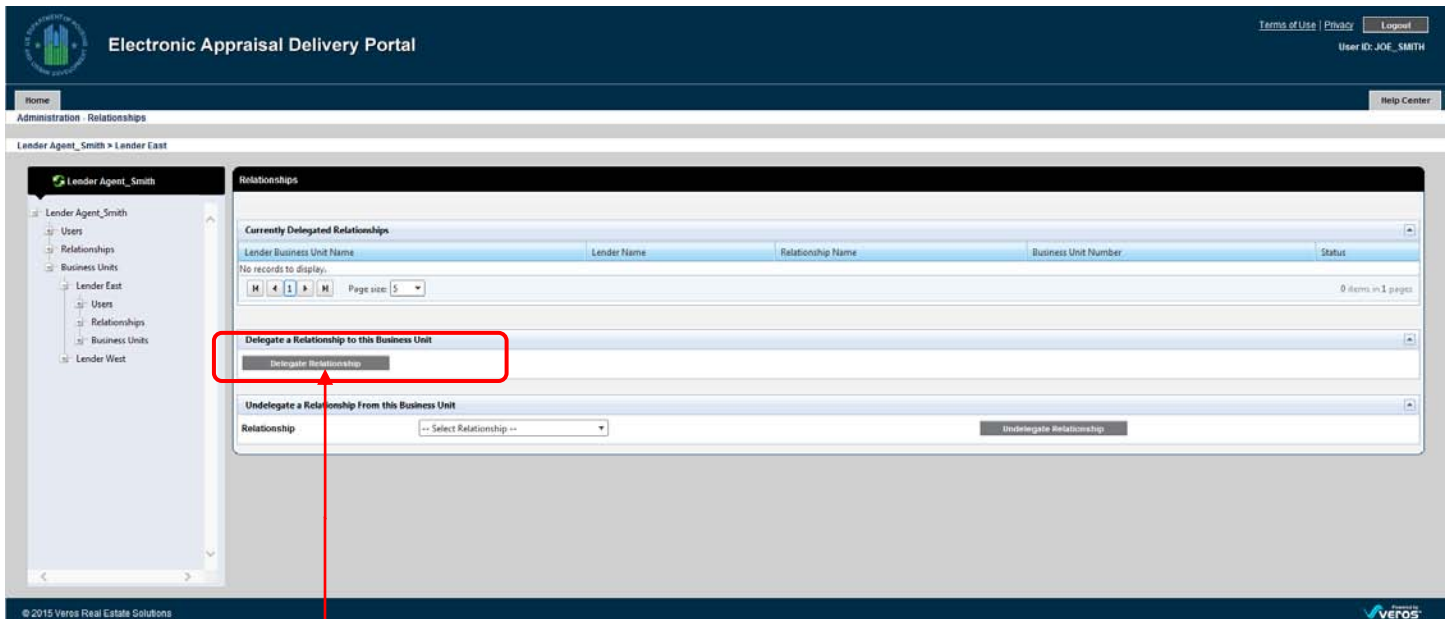 Terms of Use | Privacy Logout
Electronic Appraisal Delivery Portal
User ID: JOE_SMITH
Home
Help Center
Administration - Relationships
Lender Agent_Smith > Lender East
Lender Agent_Smith
Lender Agent_Smith
Users
Relationships
Business Units
Lender East
Users
Relationships
Business Units
Lender West
Relationships
Currently Delegated Relationships
Lender Business Unit Name Lender Name Relationship Name Business Unit Number Status
No records to display.
1 Page size: 5 0 items in 1 pages
Delegate a Relationship to this Business Unit
Delegate Relationship
Undelegate a Relationship From this Business Unit
Relationship -- Select Relationship -- Undelegate Relationship
© 2015 Veros Real Estate Solutions
Powered by
veros